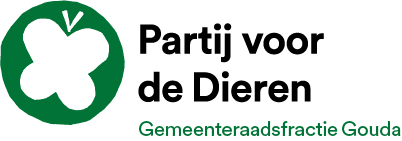 Partij voor
de Dieren
Gemeenteraadsfractie Gouda